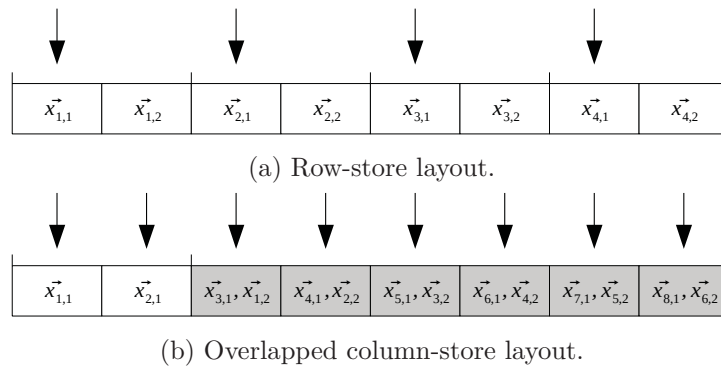 x⃗1,1 x⃗1,2 x⃗2,1 x⃗2,2 x⃗3,1 x⃗3,2 x⃗4,1 x⃗4,2
(a) Row-store layout.
x⃗1,1 x⃗2,1 x⃗3,1, x⃗1,2 x⃗4,1, x⃗2,2 x⃗5,1, x⃗3,2 x⃗6,1, x⃗4,2 x⃗7,1, x⃗5,2 x⃗8,1, x⃗6,2
(b) Overlapped column-store layout.